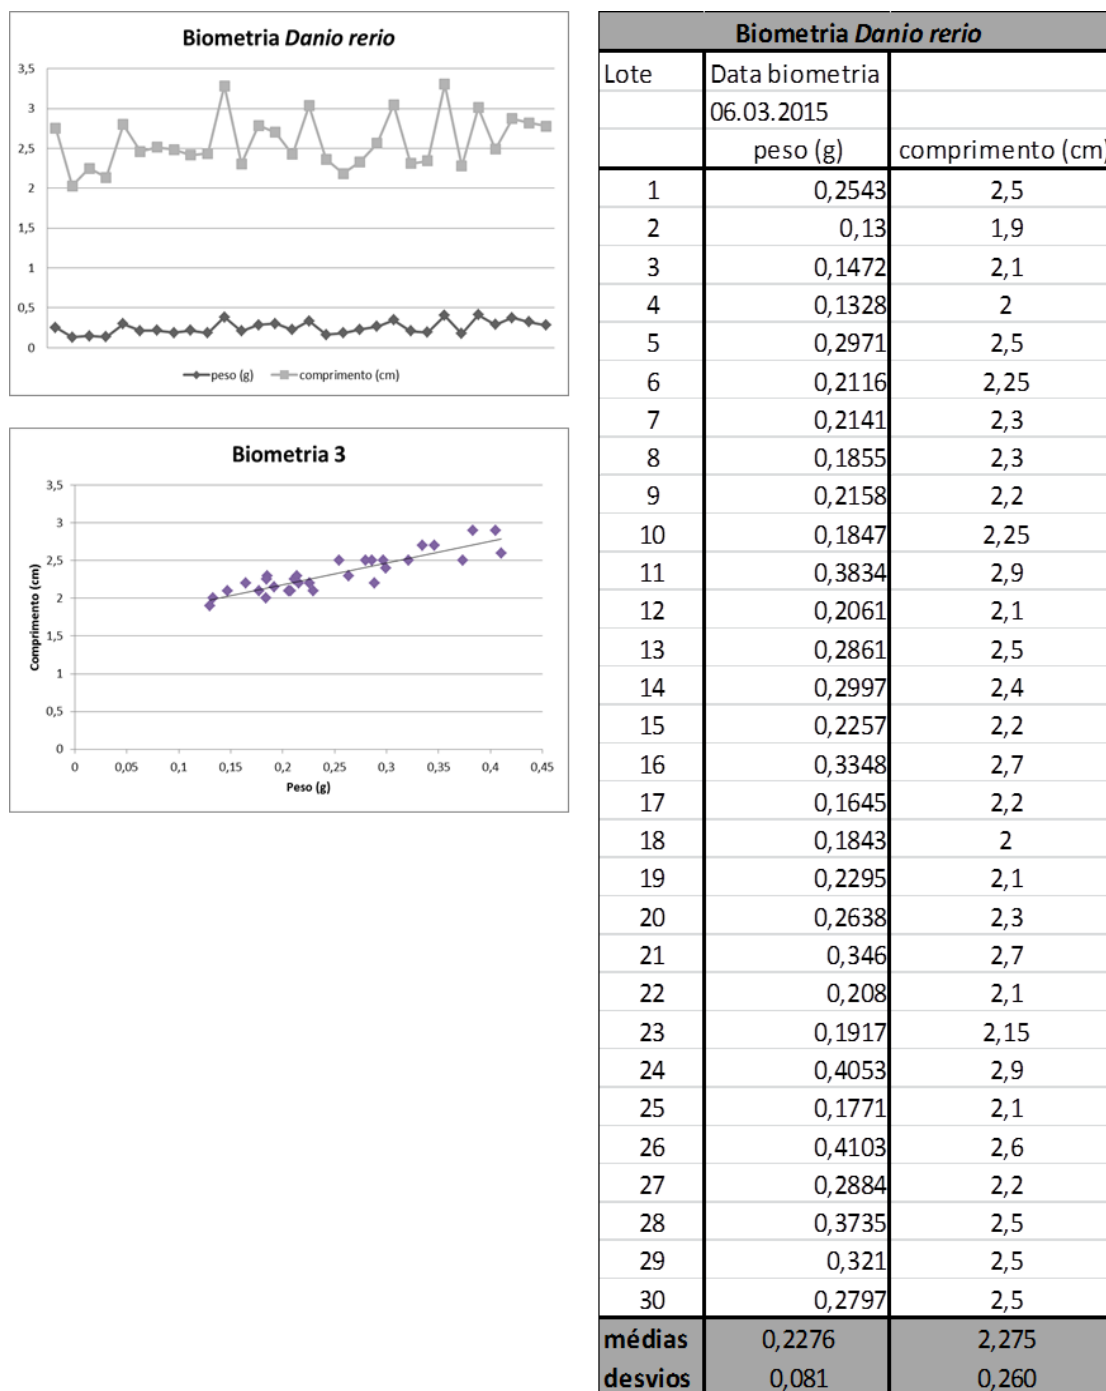 Biometria Danio rerio
3,5
3
2,5
2
1,5
1
0,5
0
peso (g) comprimento (cm)
Biometria 3
Comprimento (cm)
3,5
3
2,5
2
1,5
1
0,5
0
0 0,05 0,1 0,15 0,2 0,25 0,3 0,35 0,4 0,45
Peso (g)
Biometria Danio rerio
Lote Data biometria
06.03.2015
peso (g) comprimento (cm)
1 0,2543 2,5
2 0,13 1,9
3 0,1472 2,1
4 0,1328 2
5 0,2971 2,5
6 0,2116 2,25
7 0,2141 2,3
8 0,1855 2,3
9 0,2158 2,2
10 0,1847 2,25
11 0,3834 2,9
12 0,2061 2,1
13 0,2861 2,5
14 0,2997 2,4
15 0,2257 2,2
16 0,3348 2,7
17 0,1645 2,2
18 0,1843 2
19 0,2295 2,1
20 0,2638 2,3
21 0,346 2,7
22 0,208 2,1
23 0,1917 2,15
24 0,4053 2,9
25 0,1771 2,1
26 0,4103 2,6
27 0,2884 2,2
28 0,3735 2,5
29 0,321 2,5
30 0,2797 2,5
médias 0,2276 2,275
desvios 0,081 0,260